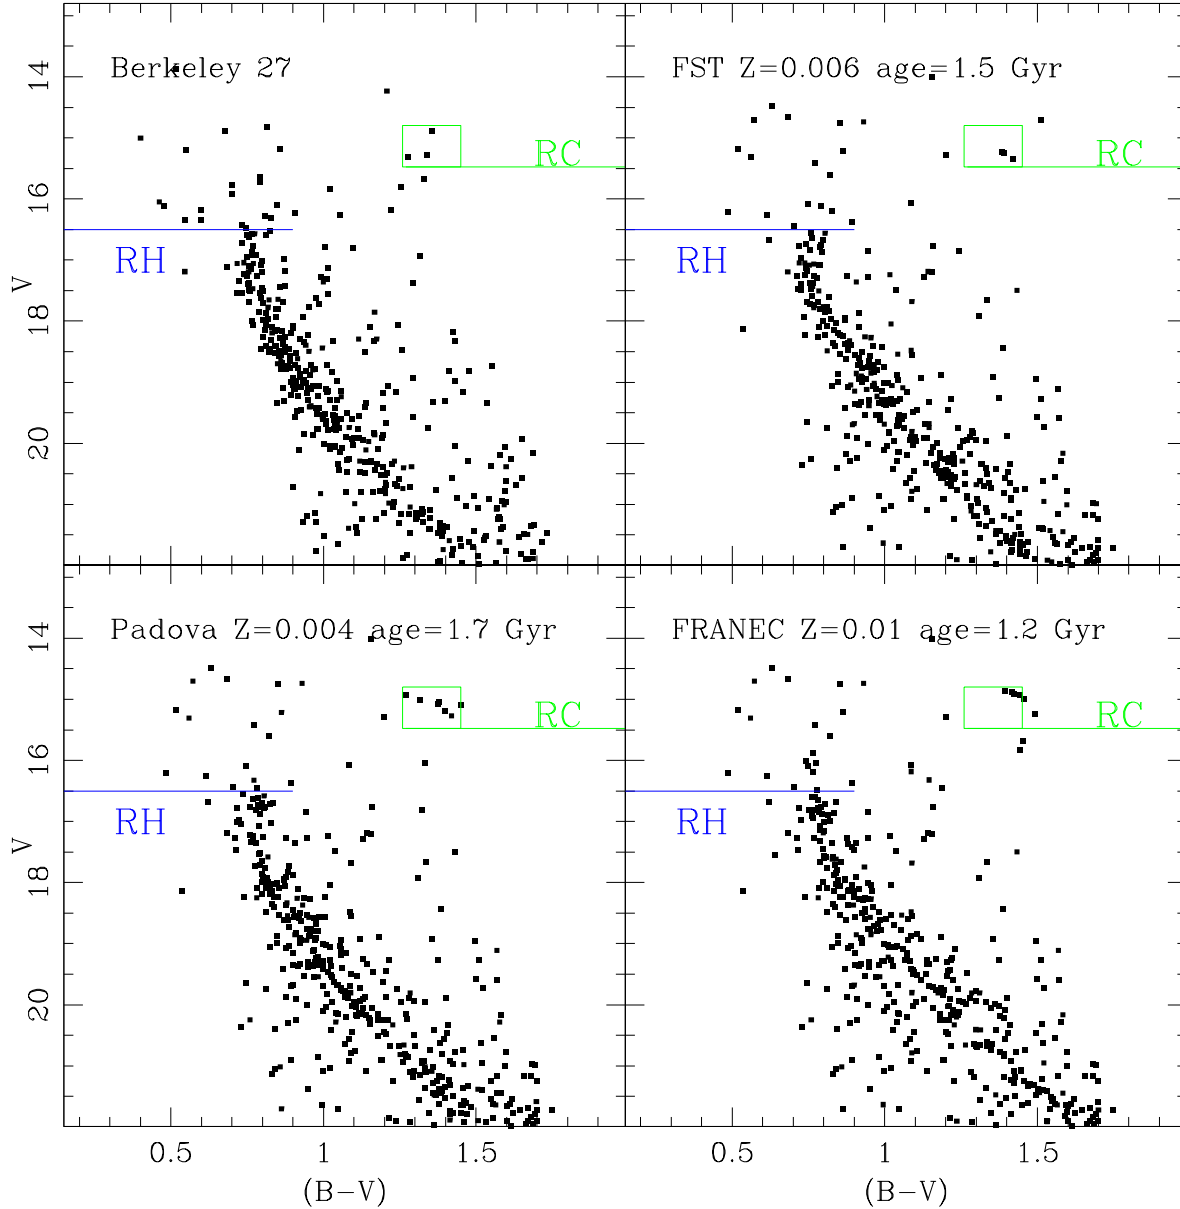 Berkeley 27
FST Z=0.006 age=1.5 Gyr
14
RC
RC
16
RH
RH
V
18
20
Padova Z=0.004 age=1.7 Gyr
FRANEC Z=0.01 age=1.2 Gyr
14
RC
RC
16
RH
RH
V
18
20
0.5 1 1.5
0.5 1 1.5
(B-V)
(B-V)